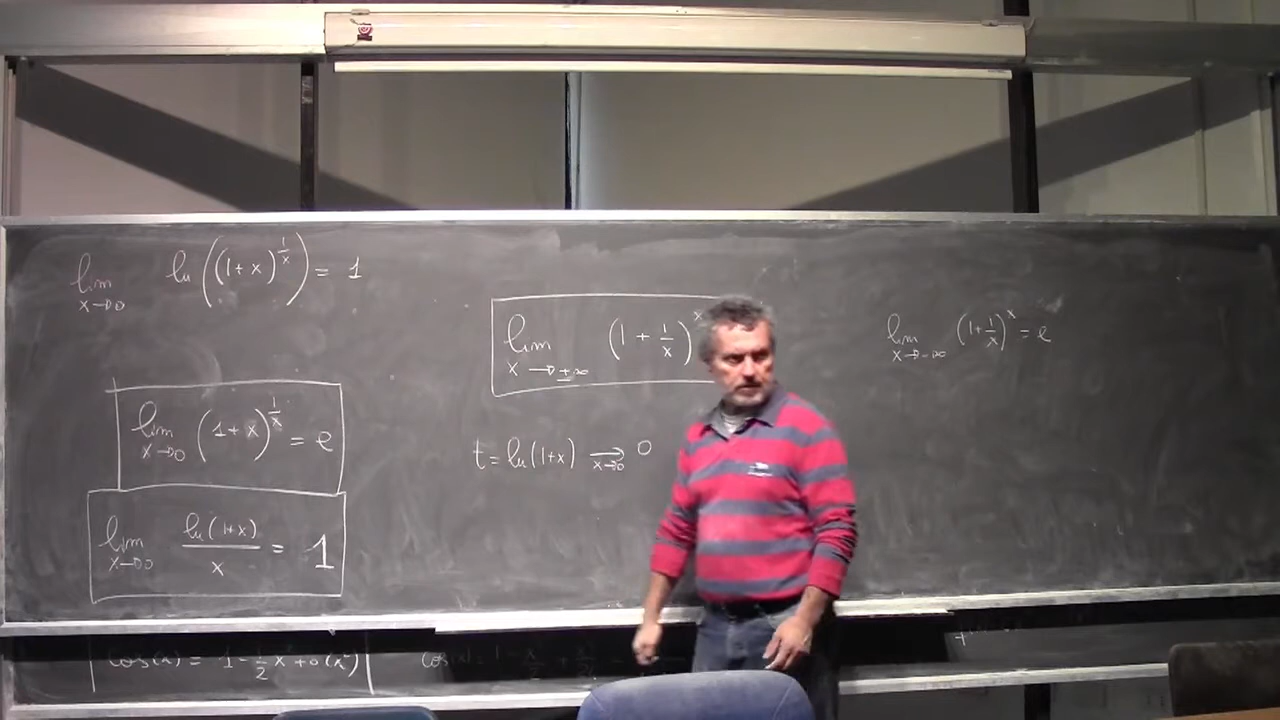 lim x→0 ln((1+x)^(1/x)) = 1
lim x→±∞ (1 + 1/x)^x
lim x→-∞ (1+1/x)^x = e
lim x→0 (1+x)^(1/x) = e
t = ln(1+x) → x→0 0
lim x→0 ln(1+x)/x = 1
cos(x) = 1 - 1/2 x² + o(x²)